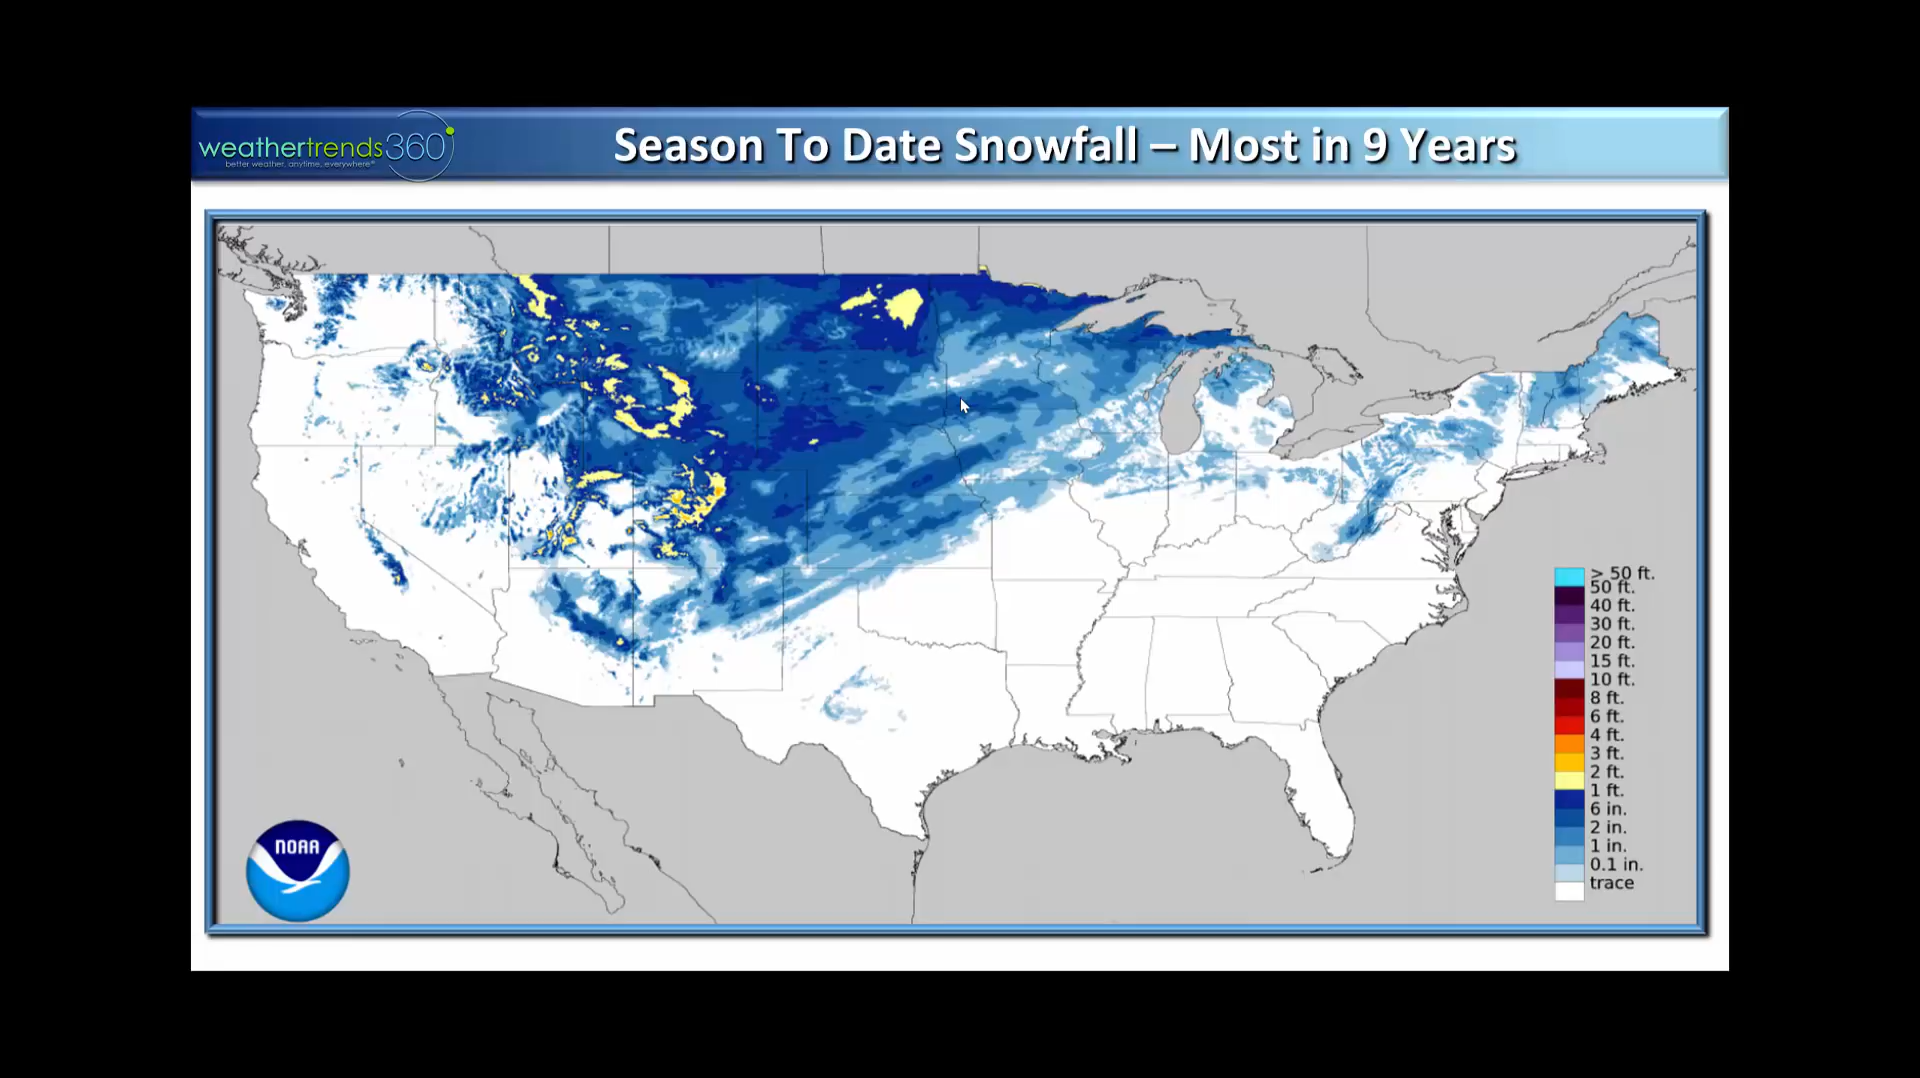 weathertrends360°
better weather, anytime, everywhere®
Season To Date Snowfall – Most in 9 Years
> 50 ft.
50 ft.
40 ft.
30 ft.
20 ft.
15 ft.
10 ft.
8 ft.
6 ft.
4 ft.
3 ft.
2 ft.
1 ft.
6 in.
2 in.
1 in.
0.1 in.
trace
NOAA